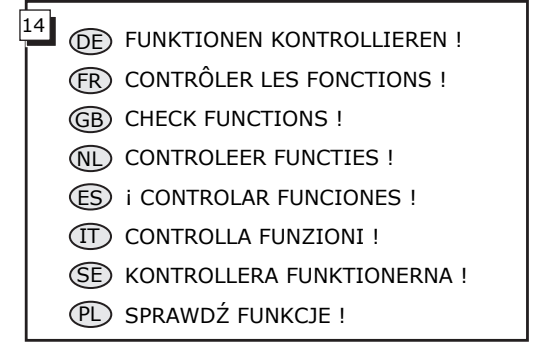 14
DE FUNKTIONEN KONTROLLIEREN !
FR CONTRÔLER LES FONCTIONS !
GB CHECK FUNCTIONS !
NL CONTROLEER FUNCTIES !
ES i CONTROLAR FUNCIONES !
IT CONTROLLA FUNZIONI !
SE KONTROLLERA FUNKTIONERNA !
PL SPRAWDŹ FUNKCJE !